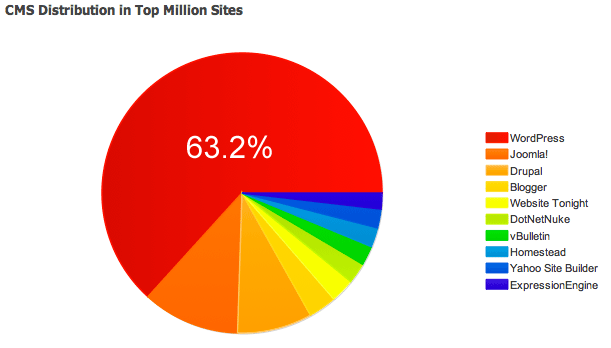 CMS Distribution in Top Million Sites
63.2%
WordPress
Joomla!
Drupal
Blogger
Website Tonight
DotNetNuke
vBulletin
Homestead
Yahoo Site Builder
ExpressionEngine